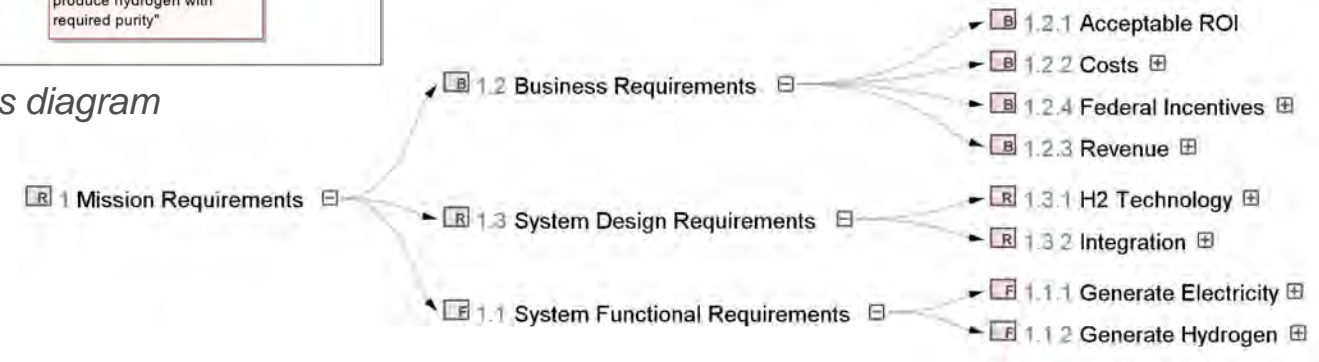 produce hydrogen with
required purity"
s diagram
R 1 Mission Requirements
B 1.2 Business Requirements
B 1.2.1 Acceptable ROI
B 1.2.2 Costs
B 1.2.4 Federal Incentives
B 1.2.3 Revenue
R 1.3 System Design Requirements
R 1.3.1 H2 Technology
R 1.3.2 Integration
F 1.1 System Functional Requirements
F 1.1.1 Generate Electricity
F 1.1.2 Generate Hydrogen